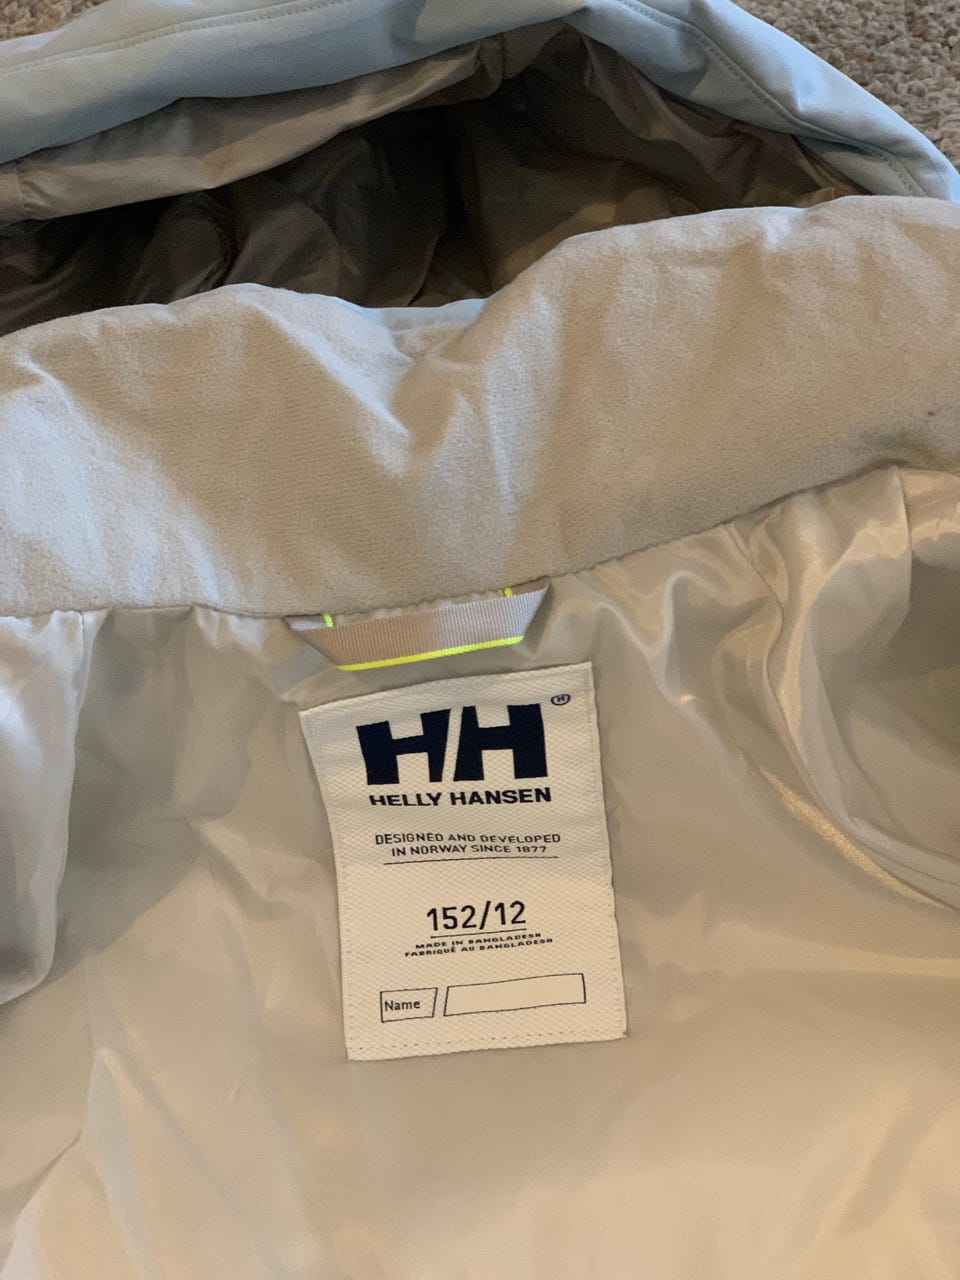 HH®
HELLY HANSEN
DESIGNED AND DEVELOPED
IN NORWAY SINCE 1877
152/12
MADE IN BANGLADESH
FABRIQUÉ AU BANGLADESH
Name